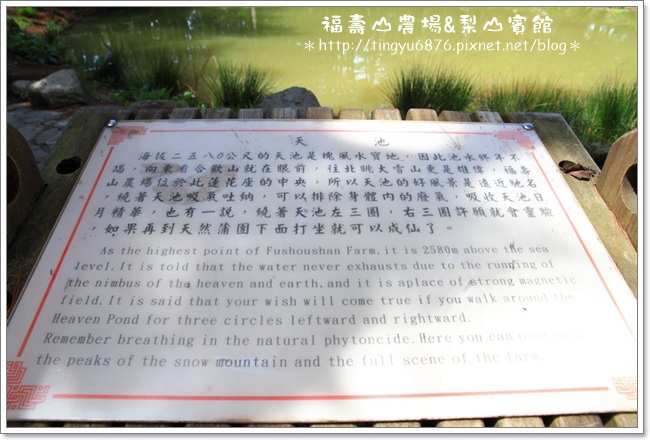 福壽山農場&梨山賓館
*http://tingyu6876.pixnet.net/blog*
天池
海拔二五八0公尺的天池是塊風水寶地，因此池水終年不
竭，向東看合歡山就在眼前，往北眺大雪山更是雄偉，福壽
山農場位於此蓮花座的中央，所以天池的好風景是遠近馳名
，繞著天池吸氣吐納，可以排除身體內的廢氣，吸收天地日
月精華，也有一說，繞著天池左三圈，右三圈許願就會靈驗
，如果再到天然蒲團下面打坐就可以成仙了。
As the highest point of Fushoushan Farm, it is 2580m above the sea
level. It is told that the water never exhausts due to the running of
the nimbus of the heaven and earth, and it is aplace of strong magnetic
field. It is said that your wish will come true if you walk around the
Heaven Pond for three circles leftward and rightward.
Remember breathing in the natural phytoncide. Here you can
the peaks of the snow mountain and the full scene of the farm.